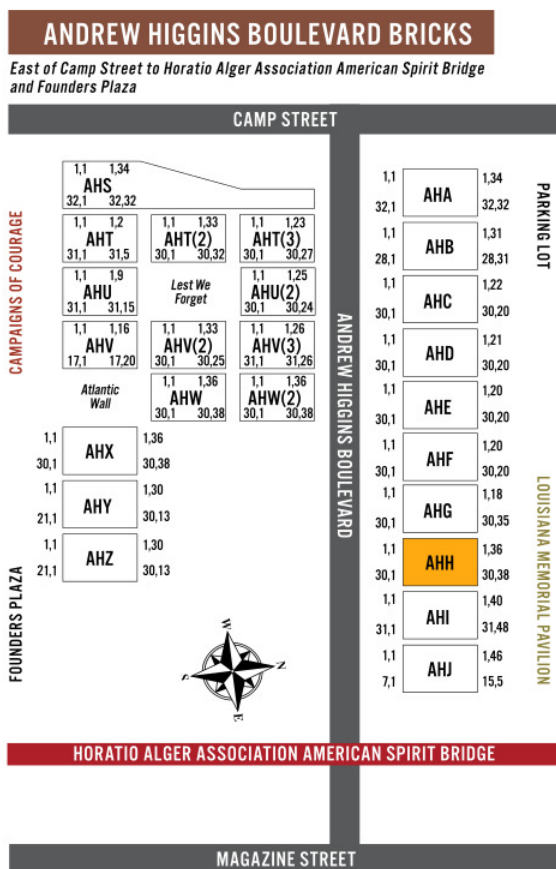 ANDREW HIGGINS BOULEVARD BRICKS
East of Camp Street to Horatio Alger Association American Spirit Bridge
and Founders Plaza
CAMP STREET
CAMPAIGNS OF COURAGE
FOUNDERS PLAZA
1,1 1,34
AHS
32,1 32,32
1,1 1,2
AHT
31,1 31,5
1,1 1,33
AHT(2)
30,1 30,32
1,1 1,23
AHT(3)
30,1 30,27
1,1 1,9
AHU
31,1 31,15
Lest We
Forget
1,1 1,25
AHU(2)
30,1 30,24
1,1 1,16
AHV
17,1 17,20
1,1 1,33
AHV(2)
30,1 30,25
1,1 1,26
AHV(3)
31,1 31,26
Atlantic
Wall
1,1 1,36
AHW
30,1 30,38
1,1 1,36
AHW(2)
30,1 30,38
1,1 1,36
AHX
30,1 30,38
1,1 1,30
AHY
21,1 30,13
1,1 1,30
AHZ
21,1 30,13
W
N
S
E
ANDREW HIGGINS BOULEVARD
1,1 1,34
AHA
32,1 32,32
1,1 1,31
AHB
28,1 28,31
1,1 1,22
AHC
30,1 30,20
1,1 1,21
AHD
30,1 30,20
1,1 1,20
AHE
30,1 30,20
1,1 1,20
AHF
30,1 30,20
1,1 1,18
AHG
30,1 30,35
1,1 1,36
AHH
30,1 30,38
1,1 1,40
AHI
31,1 31,48
1,1 1,46
AHJ
7,1 15,5
PARKING LOT
LOUISIANA MEMORIAL PAVILION
HORATIO ALGER ASSOCIATION AMERICAN SPIRIT BRIDGE
MAGAZINE STREET